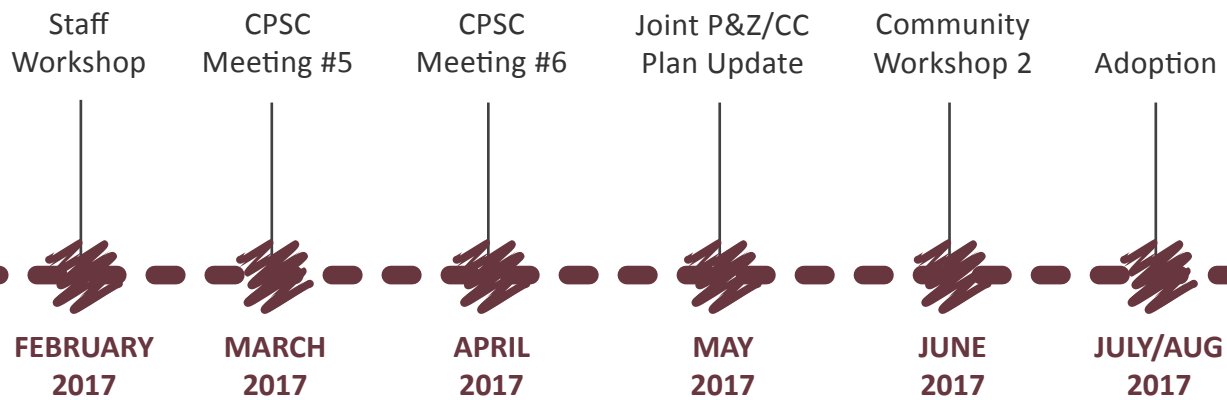 Staff
Workshop
CPSC
Meeting #5
CPSC
Meeting #6
Joint P&Z/CC
Plan Update
Community
Workshop 2
Adoption
FEBRUARY
2017
MARCH
2017
APRIL
2017
MAY
2017
JUNE
2017
JULY/AUG
2017